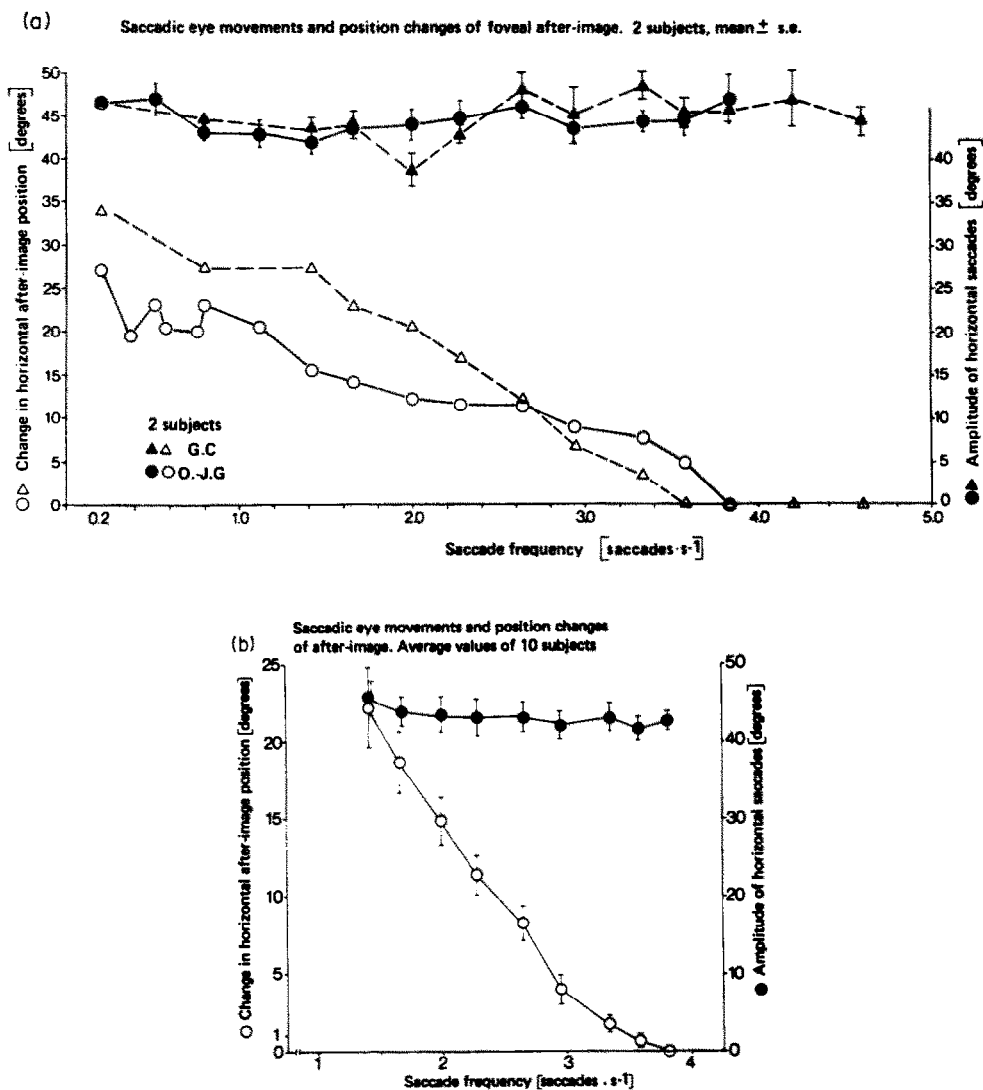 (a)
Saccadic eye movements and position changes of foveal after-image. 2 subjects, mean ± s.e.
50
45
40
35
30
25
20
15
10
5
0
Change in horizontal after-image position [degrees]
40
35
30
25
20
15
10
5
0
Amplitude of horizontal saccades [degrees]
2 subjects
G.C
O.-J.G
0.2 1.0 2.0 3.0 4.0 5.0
Saccade frequency [saccades·s-1]
(b)
Saccadic eye movements and position changes
of after-image. Average values of 10 subjects
25
20
15
10
5
1
0
Change in horizontal after-image position [degrees]
50
40
30
20
10
0
Amplitude of horizontal saccades [degrees]
1 2 3 4
Saccade frequency [saccades . s-1]